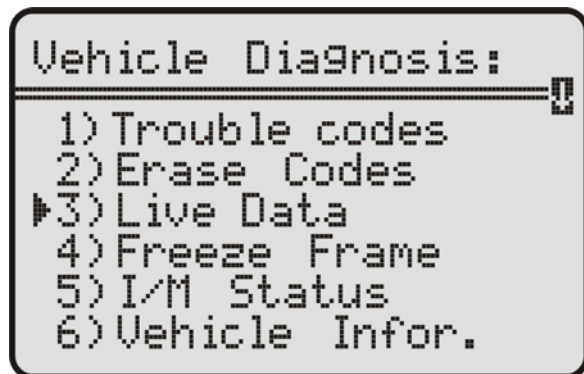 Vehicle Diagnosis:
1) Trouble codes
2) Erase Codes
3) Live Data
4) Freeze Frame
5) I/M Status
6) Vehicle Infor.